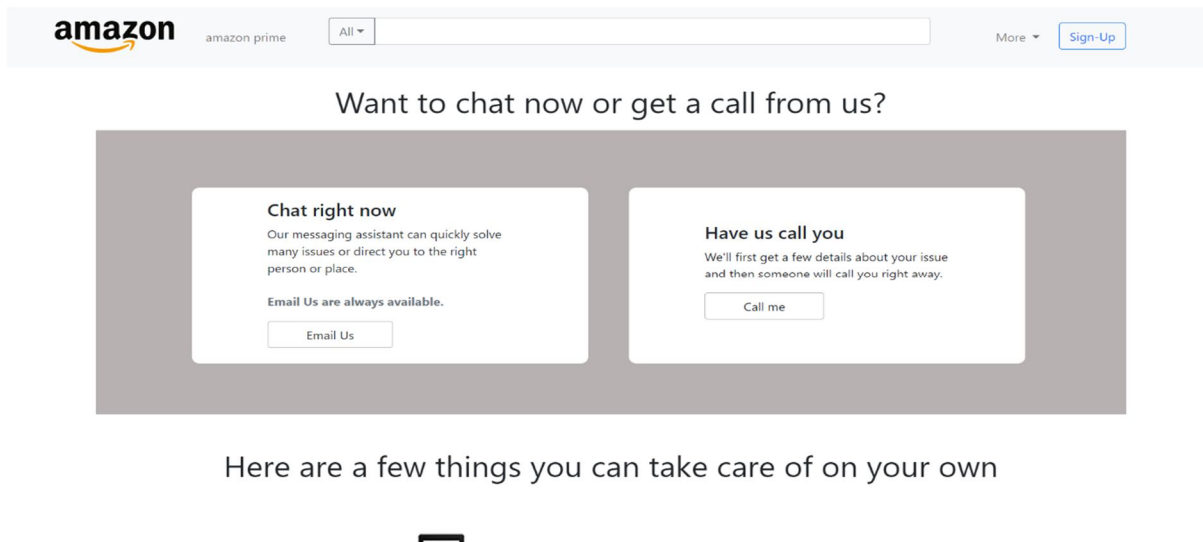 amazon
amazon prime
All
More
Sign-Up
Want to chat now or get a call from us?
Chat right now
Our messaging assistant can quickly solve
many issues or direct you to the right
person or place.
Email Us are always available.
Email Us
Have us call you
We'll first get a few details about your issue
and then someone will call you right away.
Call me
Here are a few things you can take care of on your own